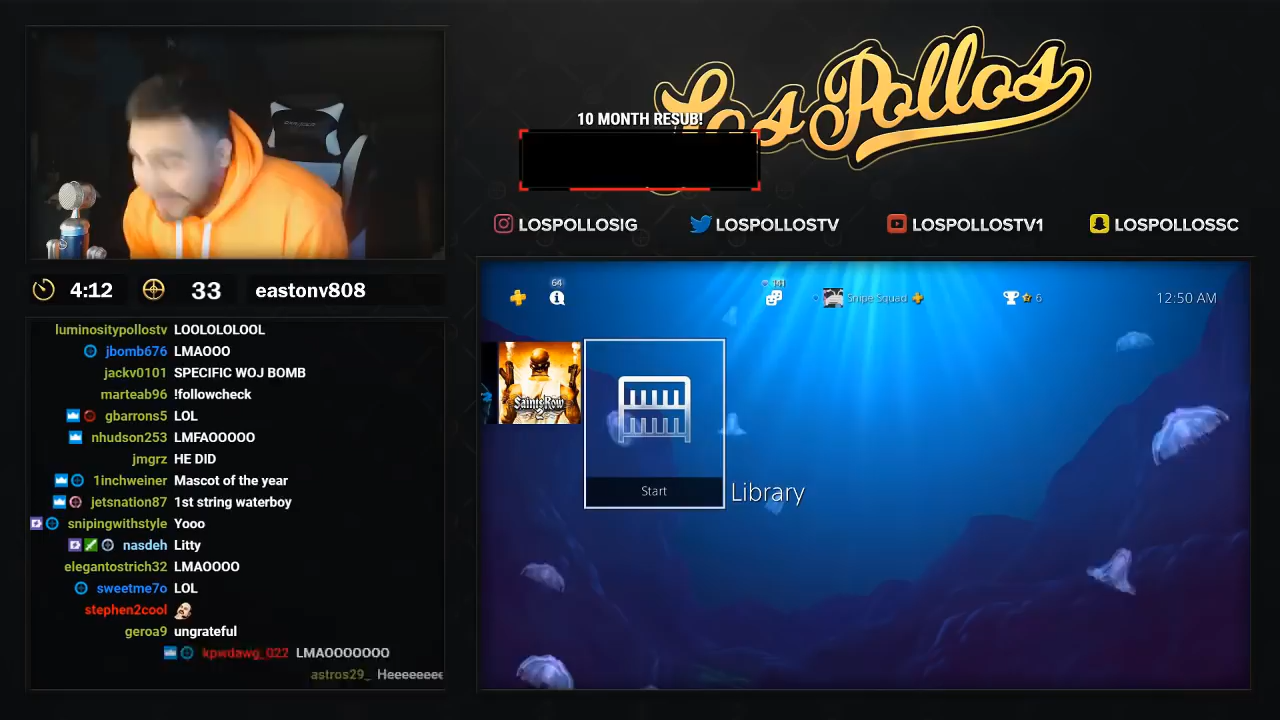 Los Pollos
10 MONTH RESUB!
LOSPOLLOSIG
LOSPOLLOSTV
LOSPOLLOSTV1
LOSPOLLOSSC
4:12
33
eastonv808
luminositypollostv LOOLOLOLOOL
jbomb676 LMAOOO
jackv0101 SPECIFIC WOJ BOMB
marteab96 !followcheck
gbarrons5 LOL
nhudson253 LMFAOOOOO
jmgrz HE DID
1inchweiner Mascot of the year
jetsnation87 1st string waterboy
snipingwithstyle Yooo
nasdeh Litty
elegantostrich32 LMAOOOO
sweetme7o LOL
stephen2cool
geroa9 ungrateful
kpwdawg_022 LMAOOOOOOO
astros29_ Heeeeeeee
64
141
Snipe Squad
6
12:50 AM
Saints Row
2
Start
Library